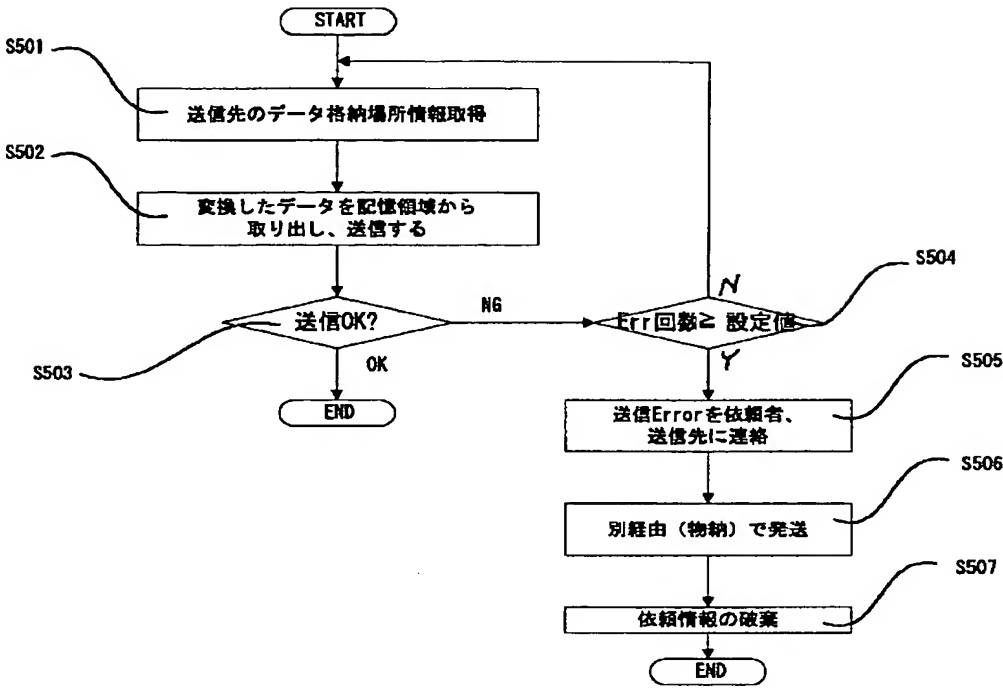 START
S501
送信先のデータ格納場所情報取得
S502
変換したデータを記憶領域から
取り出し、送信する
S503
送信OK?
NG
OK
END
S504
Err回数≧ 設定値
N
Y
S505
送信Errorを依頼者、
送信先に連絡
S506
別経由（物納）で発送
S507
依頼情報の破棄
END